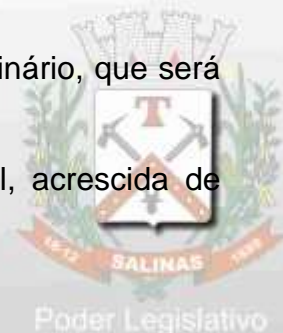 inário, que será
T
l, acrescida de
SALINAS
Poder Legislativo